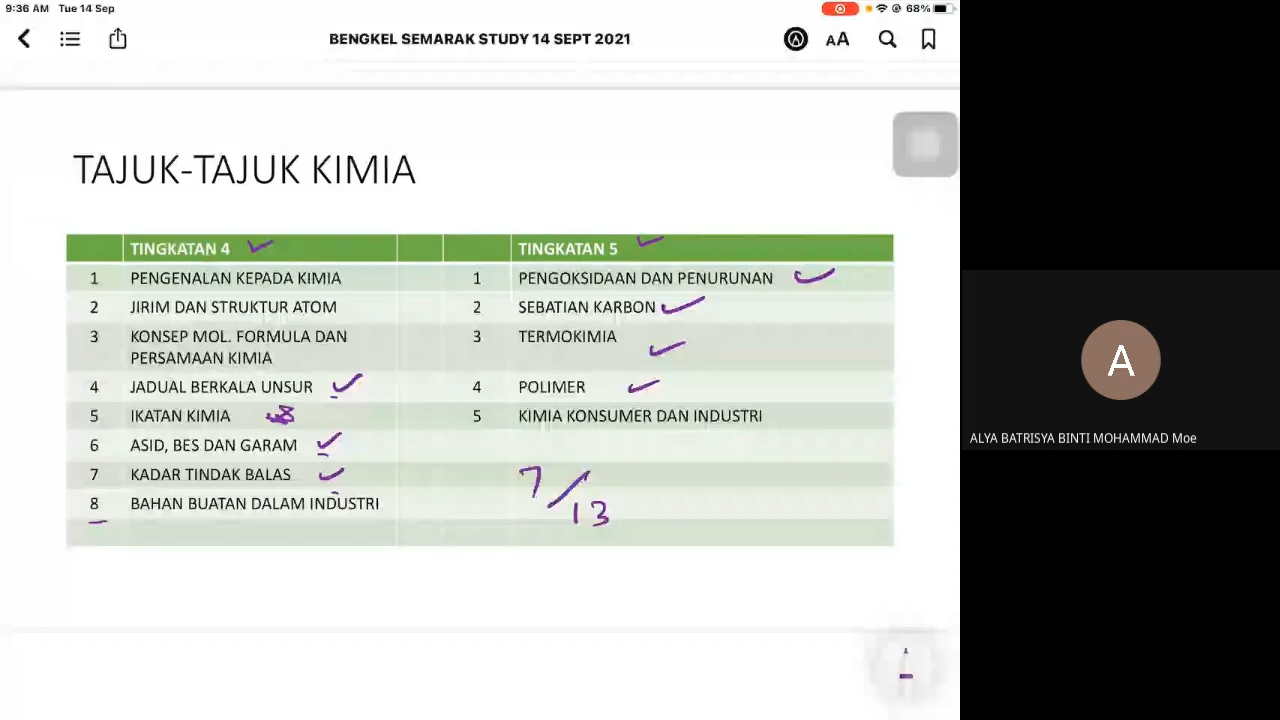 9:36 AM Tue 14 Sep
68%
AA
BENGKEL SEMARAK STUDY 14 SEPT 2021
TAJUK-TAJUK KIMIA
TINGKATAN 4 TINGKATAN 5
1 PENGENALAN KEPADA KIMIA 1 PENGOKSIDAAN DAN PENURUNAN
2 JIRIM DAN STRUKTUR ATOM 2 SEBATIAN KARBON
3 KONSEP MOL. FORMULA DAN 3 TERMOKIMIA
PERSAMAAN KIMIA
4 JADUAL BERKALA UNSUR 4 POLIMER
5 IKATAN KIMIA 5 KIMIA KONSUMER DAN INDUSTRI
6 ASID, BES DAN GARAM
7 KADAR TINDAK BALAS
8 BAHAN BUATAN DALAM INDUSTRI
7/13
A
ALYA BATRISYA BINTI MOHAMMAD Moe